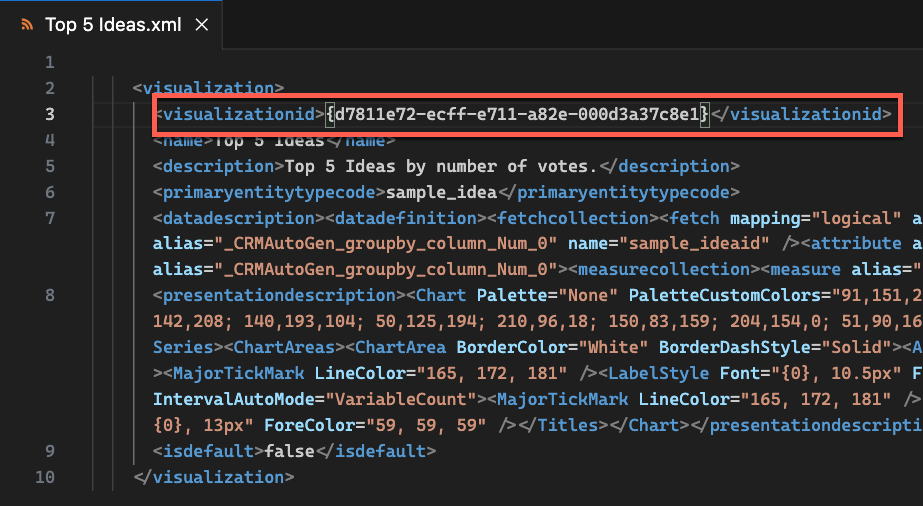 Top 5 Ideas.xml
1
2 <visualization>
3 <visualizationid>{d7811e72-ecff-e711-a82e-000d3a37c8e1}</visualizationid>
4 <name>Top 5 Ideas</name>
5 <description>Top 5 Ideas by number of votes.</description>
6 <primaryentitytypecode>sample_idea</primaryentitytypecode>
7 <datadescription><datadefinition><fetchcollection><fetch mapping="logical" a
alias="_CRMAutoGen_groupby_column_Num_0" name="sample_ideaid" /><attribute a
alias="_CRMAutoGen_groupby_column_Num_0"><measurecollection><measure alias="
8 <presentationdescription><Chart Palette="None" PaletteCustomColors="91,151,2
142,208; 140,193,104; 50,125,194; 210,96,18; 150,83,159; 204,154,0; 51,90,16
Series><ChartAreas><ChartArea BorderColor="White" BorderDashStyle="Solid"><A
><MajorTickMark LineColor="165, 172, 181" /><LabelStyle Font="{0}, 10.5px" F
IntervalAutoMode="VariableCount"><MajorTickMark LineColor="165, 172, 181" />
{0}, 13px" ForeColor="59, 59, 59" /></Titles></Chart></presentationdescripti
9 <isdefault>false</isdefault>
10 </visualization>